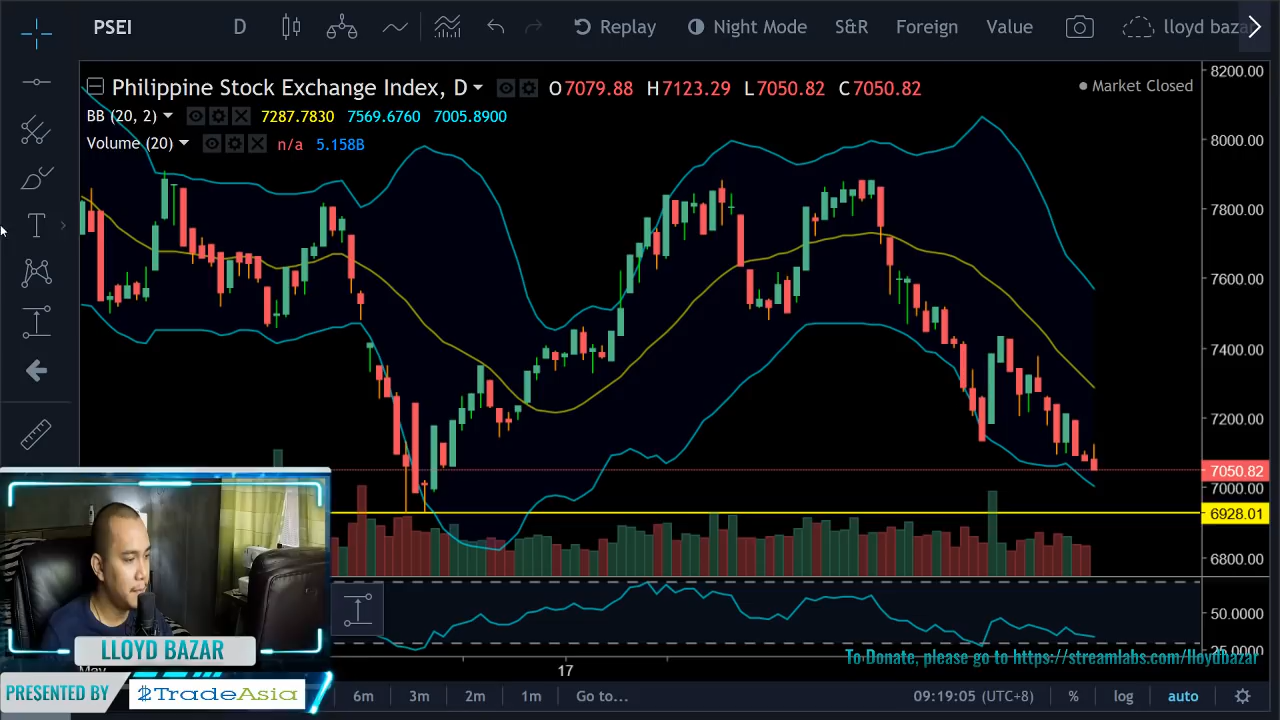 PSEI D Replay Night Mode S&R Foreign Value lloyd baza
Philippine Stock Exchange Index, D O7079.88 H7123.29 L7050.82 C7050.82 Market Closed
BB (20, 2) 7287.7830 7569.6760 7005.8900
Volume (20) n/a 5.158B
8200.00
8000.00
7800.00
7600.00
7400.00
7200.00
7050.82
7000.00
6928.01
6800.00
50.0000
25.0000
LLOYD BAZAR
May
17
To Donate, please go to https://streamlabs.com/lloydbazar
PRESENTED BY $TradeAsia
6m 3m 2m 1m Go to... 09:19:05 (UTC+8) % log auto